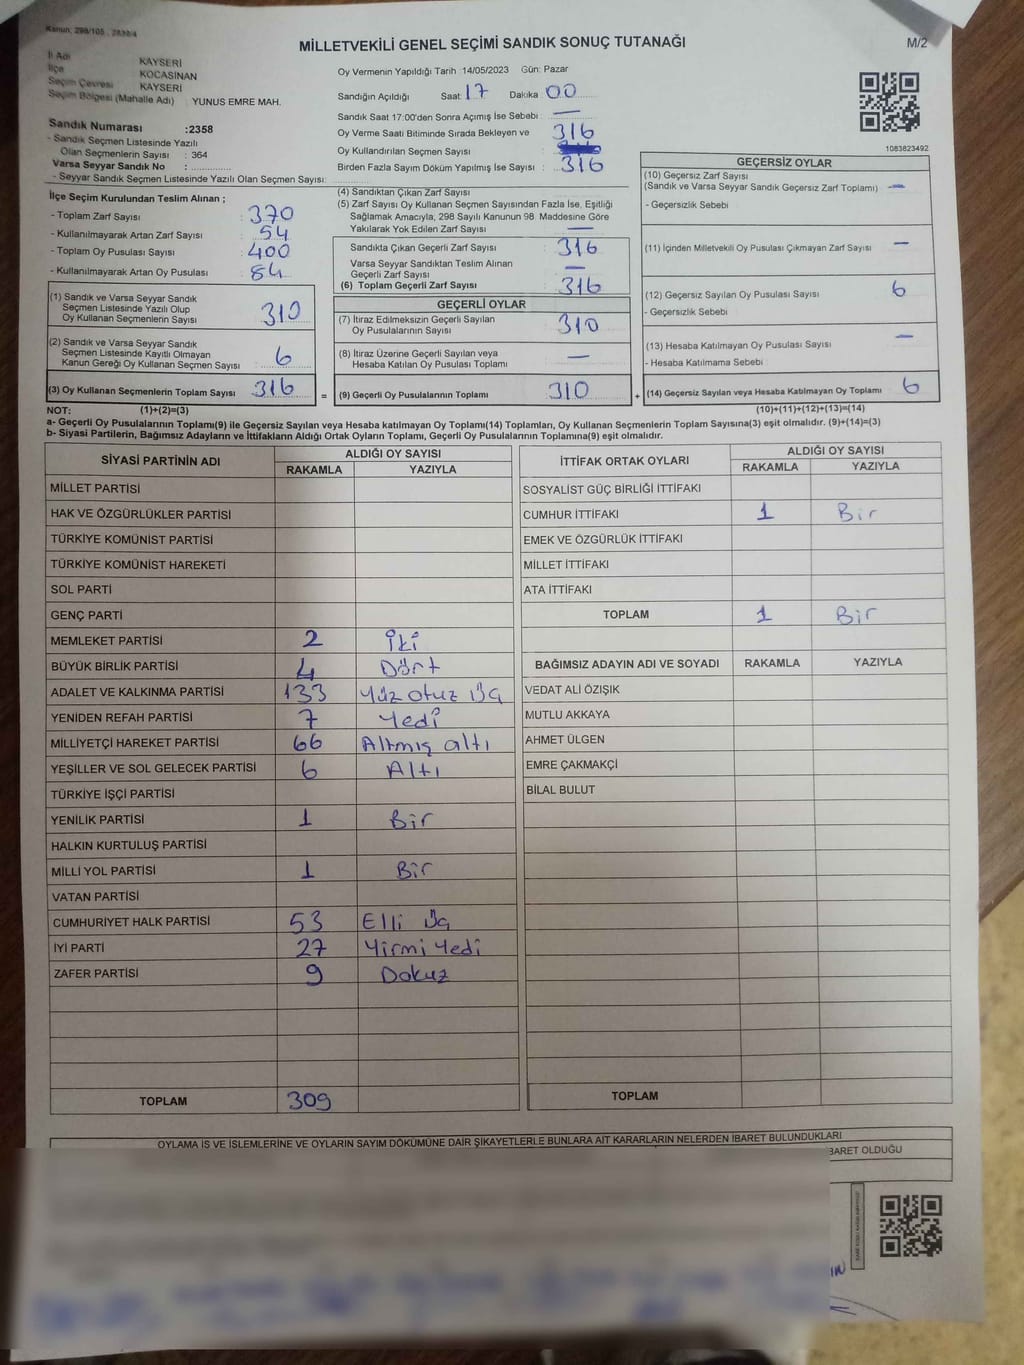 Kanun: 298/105 , 2839/4
MİLLETVEKİLİ GENEL SEÇİMİ SANDIK SONUÇ TUTANAĞI
M/2
İl Adı KAYSERİ
İlçe KOCASİNAN
Seçim Çevresi KAYSERİ
Seçim Bölgesi (Mahalle Adı) YUNUS EMRE MAH.
Sandık Numarası :2358
- Sandık Seçmen Listesinde Yazılı
Olan Seçmenlerin Sayısı : 364
Varsa Seyyar Sandık No :
- Seyyar Sandık Seçmen Listesinde Yazılı Olan Seçmen Sayısı:
Oy Vermenin Yapıldığı Tarih :14/05/2023 Gün: Pazar
Sandığın Açıldığı Saat: 17 Dakika: 00
Sandık Saat 17:00'den Sonra Açımış İse Sebebi : —
Oy Verme Saati Bitiminde Sırada Bekleyen ve 316
Oy Kullandırılan Seçmen Sayısı :
Birden Fazla Sayım Döküm Yapılmış İse Sayısı : 316
1083823492
İlçe Seçim Kurulundan Teslim Alınan ;
- Toplam Zarf Sayısı : 370
- Kullanılmayarak Artan Zarf Sayısı : 54
- Toplam Oy Pusulası Sayısı : 400
- Kullanılmayarak Artan Oy Pusulası : 84
(1) Sandık ve Varsa Seyyar Sandık
Seçmen Listesinde Yazılı Olup
Oy Kullanan Seçmenlerin Sayısı : 310
(2) Sandık ve Varsa Seyyar Sandık
Seçmen Listesinde Kayıtlı Olmayan
Kanun Gereği Oy Kullanan Seçmen Sayısı : 6
(3) Oy Kullanan Seçmenlerin Toplam Sayısı : 316
(4) Sandıktan Çıkan Zarf Sayısı
(5) Zarf Sayısı Oy Kullanan Seçmen Sayısından Fazla İse, Eşitliği
Sağlamak Amacıyla, 298 Sayılı Kanunun 98. Maddesine Göre
Yakılarak Yok Edilen Zarf Sayısı : —
Sandıkta Çıkan Geçerli Zarf Sayısı : 316
Varsa Seyyar Sandıktan Teslim Alınan
Geçerli Zarf Sayısı : —
(6) Toplam Geçerli Zarf Sayısı : 316
GEÇERLİ OYLAR
(7) İtiraz Edilmeksizin Geçerli Sayılan
Oy Pusulalarının Sayısı : 310
(8) İtiraz Üzerine Geçerli Sayılan veya
Hesaba Katılan Oy Pusulası Toplamı : —
= (9) Geçerli Oy Pusulalarının Toplamı : 310
GEÇERSİZ OYLAR
(10) Geçersiz Zarf Sayısı
(Sandık ve Varsa Seyyar Sandık Geçersiz Zarf Toplamı) : —
- Geçersizlik Sebebi
(11) İçinden Milletvekili Oy Pusulası Çıkmayan Zarf Sayısı : —
(12) Geçersiz Sayılan Oy Pusulası Sayısı : 6
- Geçersizlik Sebebi
(13) Hesaba Katılmayan Oy Pusulası Sayısı : —
- Hesaba Katılmama Sebebi
+ (14) Geçersiz Sayılan veya Hesaba Katılmayan Oy Toplamı : 6
NOT: (1)+(2)=(3) (10)+(11)+(12)+(13)=(14)
a- Geçerli Oy Pusulalarının Toplamı(9) ile Geçersiz Sayılan veya Hesaba katılmayan Oy Toplamı(14) Toplamları, Oy Kullanan Seçmenlerin Toplam Sayısına(3) eşit olmalıdır. (9)+(14)=(3)
b- Siyasi Partilerin, Bağımsız Adayların ve İttifakların Aldığı Ortak Oyların Toplamı, Geçerli Oy Pusulalarının Toplamına(9) eşit olmalıdır.
SİYASİ PARTİNİN ADI ALDIĞI OY SAYISI
RAKAMLA YAZIYLA
MİLLET PARTİSİ
HAK VE ÖZGÜRLÜKLER PARTİSİ
TÜRKİYE KOMÜNİST PARTİSİ
TÜRKİYE KOMÜNİST HAREKETİ
SOL PARTİ
GENÇ PARTİ
MEMLEKET PARTİSİ 2 İki
BÜYÜK BİRLİK PARTİSİ 4 Dört
ADALET VE KALKINMA PARTİSİ 133 Yüz otuz üç
YENİDEN REFAH PARTİSİ 7 Yedi
MİLLİYETÇİ HAREKET PARTİSİ 66 Altmış altı
YEŞİLLER VE SOL GELECEK PARTİSİ 6 Altı
TÜRKİYE İŞÇİ PARTİSİ
YENİLİK PARTİSİ 1 Bir
HALKIN KURTULUŞ PARTİSİ
MİLLİ YOL PARTİSİ 1 Bir
VATAN PARTİSİ
CUMHURİYET HALK PARTİSİ 53 Elli üç
İYİ PARTİ 27 Yirmi Yedi
ZAFER PARTİSİ 9 Dokuz
TOPLAM 309
İTTİFAK ORTAK OYLARI ALDIĞI OY SAYISI
RAKAMLA YAZIYLA
SOSYALİST GÜÇ BİRLİĞİ İTTİFAKI
CUMHUR İTTİFAKI 1 Bir
EMEK VE ÖZGÜRLÜK İTTİFAKI
MİLLET İTTİFAKI
ATA İTTİFAKI
TOPLAM 1 Bir
BAĞIMSIZ ADAYIN ADI VE SOYADI RAKAMLA YAZIYLA
VEDAT ALİ ÖZIŞIK
MUTLU AKKAYA
AHMET ÜLGEN
EMRE ÇAKMAKÇİ
BİLAL BULUT
TOPLAM
OYLAMA İŞ VE İŞLEMLERİNE VE OYLARIN SAYIM DÖKÜMÜNE DAİR ŞİKAYETLERLE BUNLARA AİT KARARLARIN NELERDEN İBARET BULUNDUKLARI
BARET OLDUĞU